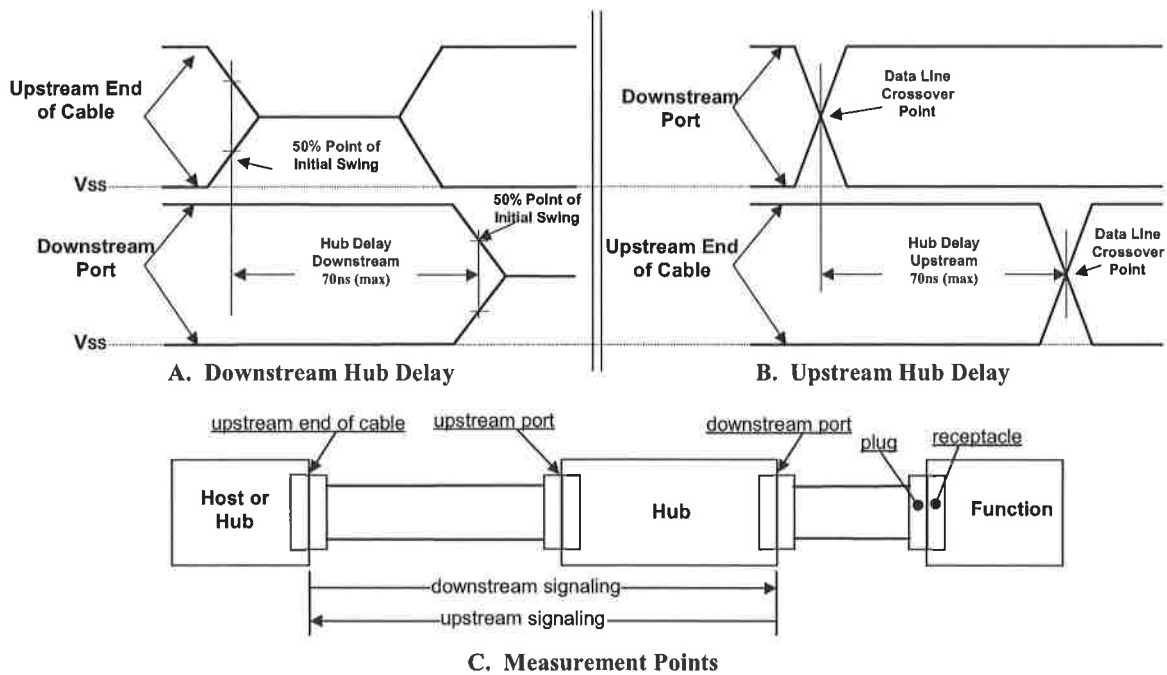 Upstream End
of Cable
50% Point of
Initial Swing
Vss
50% Point of
Initial Swing
Downstream
Port
Hub Delay
Downstream
70ns (max)
Vss
A. Downstream Hub Delay
Downstream
Port
Data Line
Crossover
Point
Upstream End
of Cable
Hub Delay
Upstream
70ns (max)
Data Line
Crossover
Point
B. Upstream Hub Delay
upstream end of cable
upstream port
downstream port
plug
receptacle
Host or
Hub
Hub
Function
downstream signaling
upstream signaling
C. Measurement Points